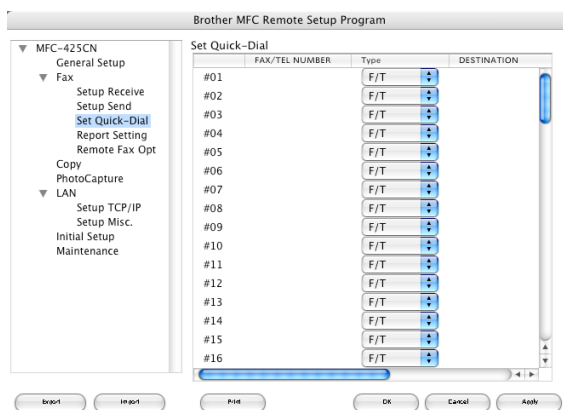 Brother MFC Remote Setup Program
MFC-425CN
General Setup
Fax
Setup Receive
Setup Send
Set Quick-Dial
Report Setting
Remote Fax Opt
Copy
PhotoCapture
LAN
Setup TCP/IP
Setup Misc.
Initial Setup
Maintenance
Set Quick-Dial
FAX/TEL NUMBER Type DESTINATION
#01 F/T
#02 F/T
#03 F/T
#04 F/T
#05 F/T
#06 F/T
#07 F/T
#08 F/T
#09 F/T
#10 F/T
#11 F/T
#12 F/T
#13 F/T
#14 F/T
#15 F/T
#16 F/T
Export Import Print OK Cancel Apply